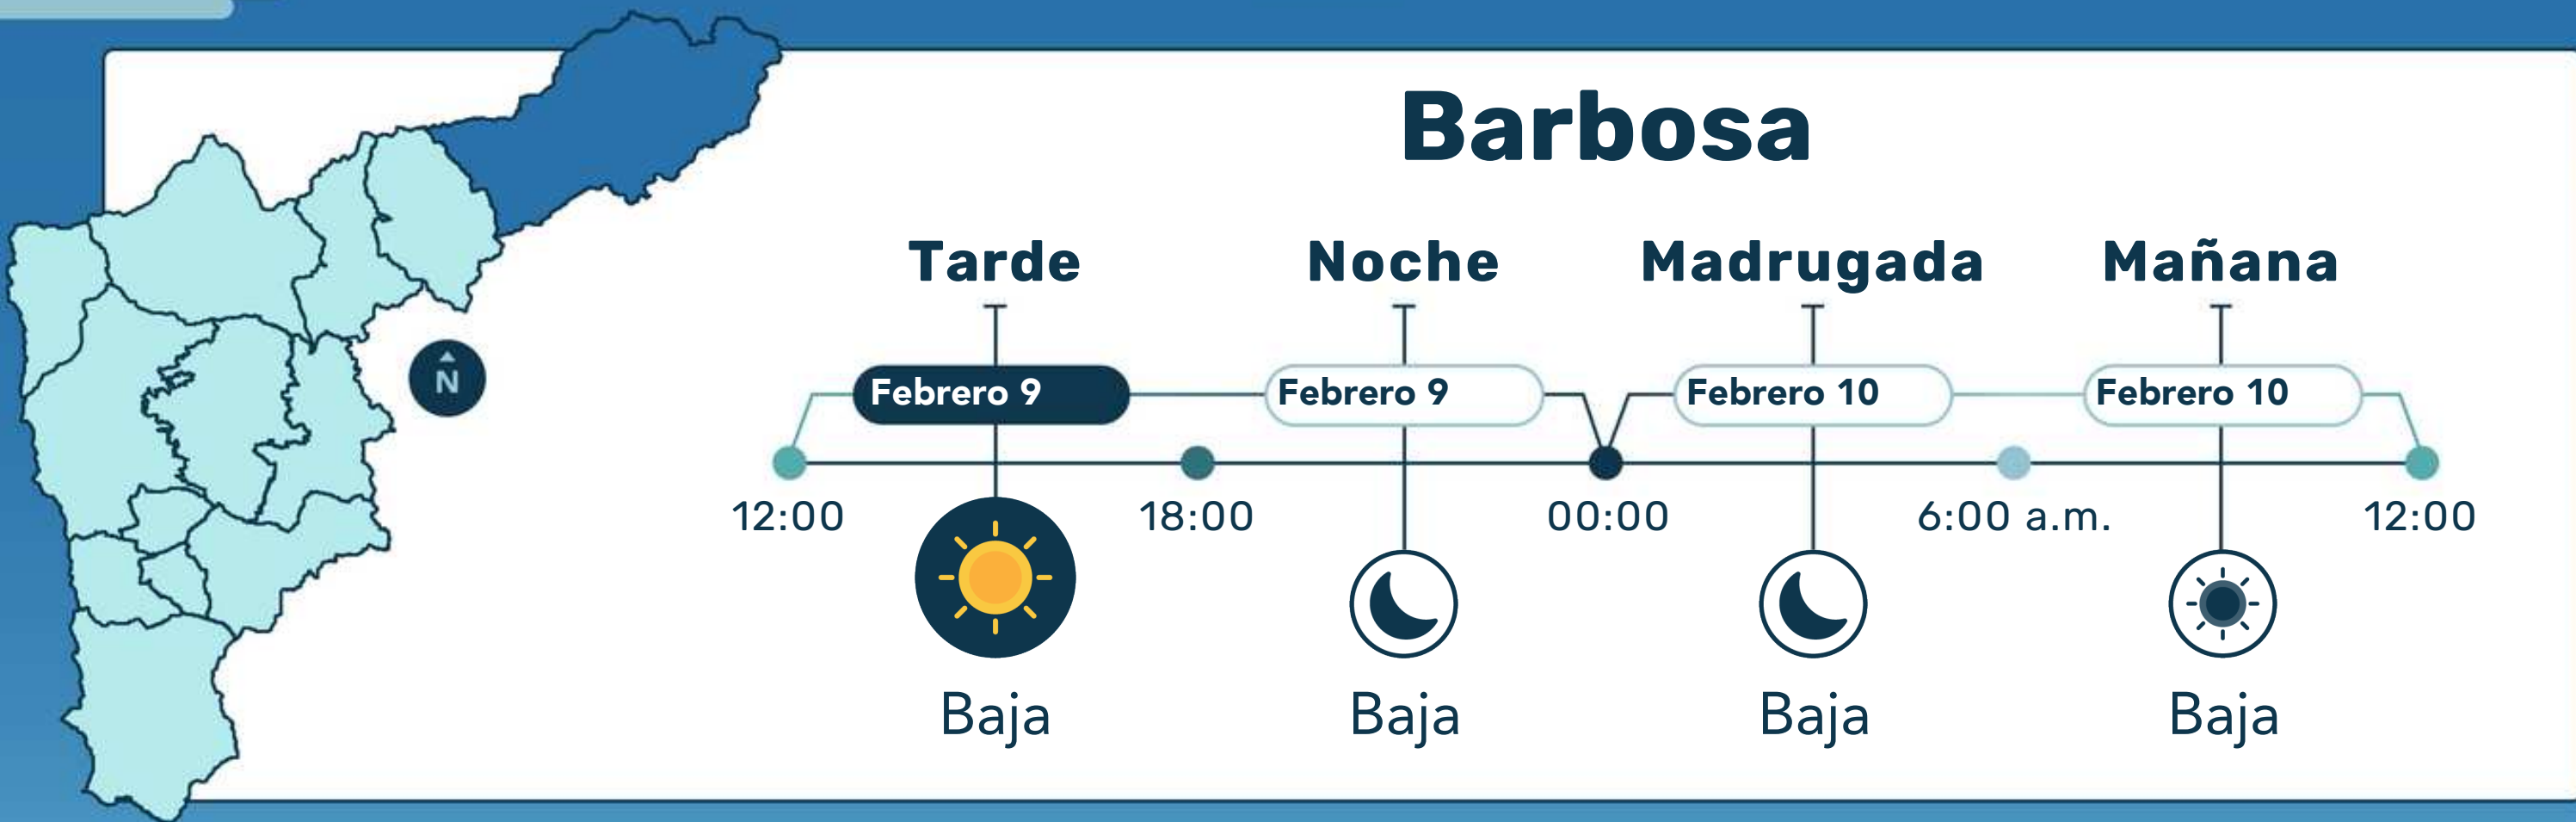 Barbosa
Tarde Noche Madrugada Mañana
Febrero 9 Febrero 9 Febrero 10 Febrero 10
N
12:00 18:00 00:00 6:00 a.m. 12:00
Baja Baja Baja Baja